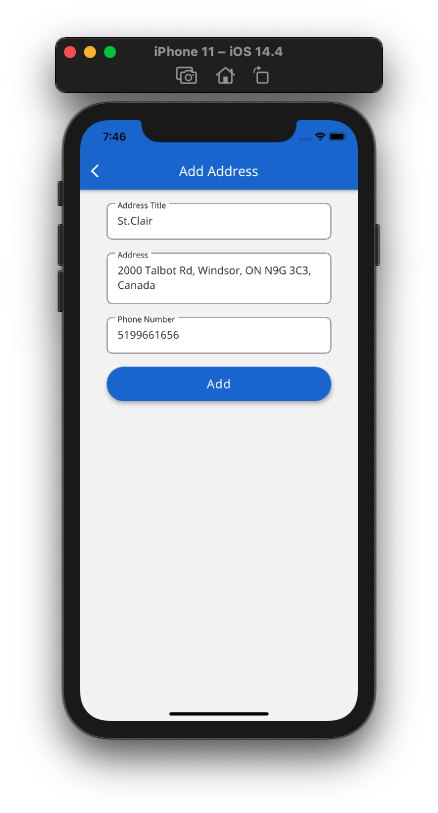 iPhone 11 – iOS 14.4
7:46
Add Address
Address Title
St.Clair
Address
2000 Talbot Rd, Windsor, ON N9G 3C3,
Canada
Phone Number
5199661656
Add